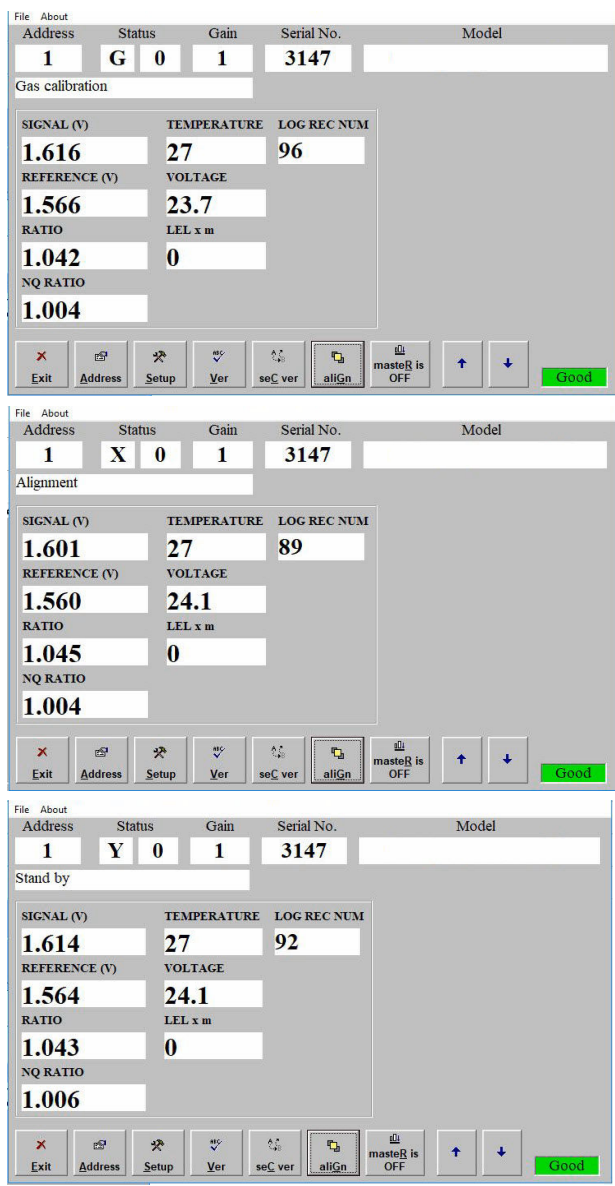 File About
Address Status Gain Serial No. Model
1 G 0 1 3147
Gas calibration
SIGNAL (V) TEMPERATURE LOG REC NUM
1.616 27 96
REFERENCE (V) VOLTAGE
1.566 23.7
RATIO LEL x m
1.042 0
NQ RATIO
1.004
masteR is
Exit Address Setup Ver seC ver aliGn OFF Good
File About
Address Status Gain Serial No. Model
1 X 0 1 3147
Alignment
SIGNAL (V) TEMPERATURE LOG REC NUM
1.601 27 89
REFERENCE (V) VOLTAGE
1.560 24.1
RATIO LEL x m
1.045 0
NQ RATIO
1.004
masteR is
Exit Address Setup Ver seC ver aliGn OFF Good
File About
Address Status Gain Serial No. Model
1 Y 0 1 3147
Stand by
SIGNAL (V) TEMPERATURE LOG REC NUM
1.614 27 92
REFERENCE (V) VOLTAGE
1.564 24.1
RATIO LEL x m
1.043 0
NQ RATIO
1.006
masteR is
Exit Address Setup Ver seC ver aliGn OFF Good